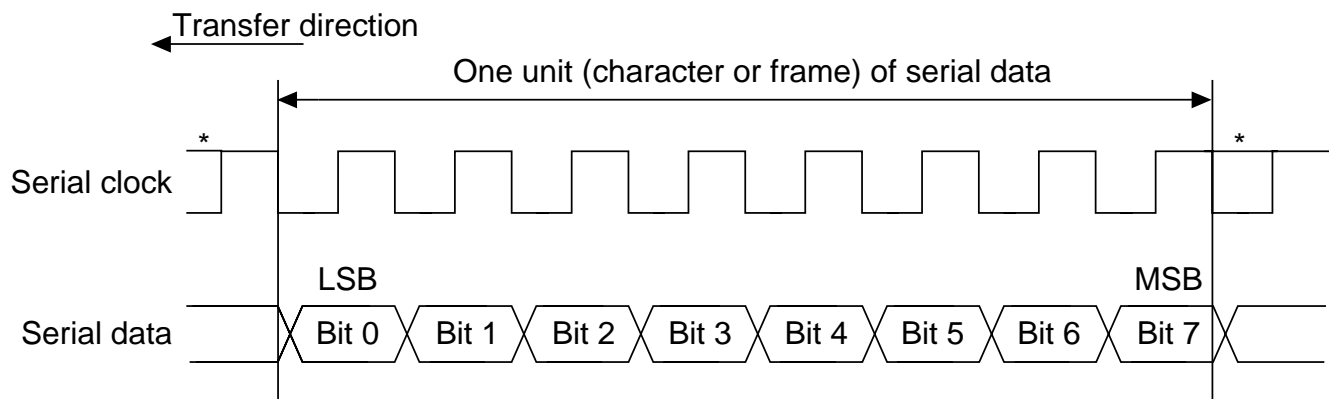 Transfer direction
One unit (character or frame) of serial data
* *
Serial clock
LSB MSB
Serial data Bit 0 Bit 1 Bit 2 Bit 3 Bit 4 Bit 5 Bit 6 Bit 7